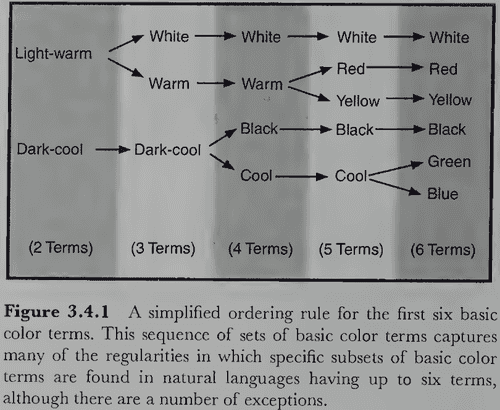 White White White White
Light-warm
Red Red
Warm Warm
Yellow Yellow
Black Black Black
Dark-cool Dark-cool
Green
Cool Cool
Blue
(2 Terms) (3 Terms) (4 Terms) (5 Terms) (6 Terms)
Figure 3.4.1 A simplified ordering rule for the first six basic
color terms. This sequence of sets of basic color terms captures
many of the regularities in which specific subsets of basic color
terms are found in natural languages having up to six terms,
although there are a number of exceptions.